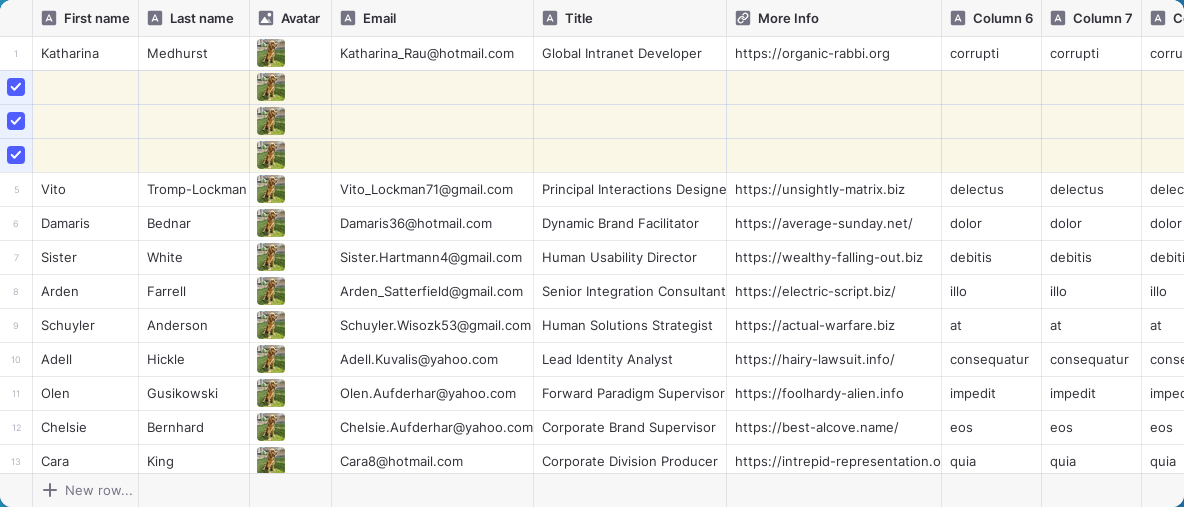 First name Last name Avatar Email Title More Info Column 6 Column 7
1 Katharina Medhurst Katharina_Rau@hotmail.com Global Intranet Developer https://organic-rabbi.org corrupti corrupti corru
5 Vito Tromp-Lockman Vito_Lockman71@gmail.com Principal Interactions Designe https://unsightly-matrix.biz delectus delectus delec
6 Damaris Bednar Damaris36@hotmail.com Dynamic Brand Facilitator https://average-sunday.net/ dolor dolor dolor
7 Sister White Sister.Hartmann4@gmail.com Human Usability Director https://wealthy-falling-out.biz debitis debitis debiti
8 Arden Farrell Arden_Satterfield@gmail.com Senior Integration Consultant https://electric-script.biz/ illo illo illo
9 Schuyler Anderson Schuyler.Wisozk53@gmail.com Human Solutions Strategist https://actual-warfare.biz at at at
10 Adell Hickle Adell.Kuvalis@yahoo.com Lead Identity Analyst https://hairy-lawsuit.info/ consequatur consequatur conse
11 Olen Gusikowski Olen.Aufderhar@yahoo.com Forward Paradigm Supervisor https://foolhardy-alien.info impedit impedit impec
12 Chelsie Bernhard Chelsie.Aufderhar@yahoo.com Corporate Brand Supervisor https://best-alcove.name/ eos eos eos
13 Cara King Cara8@hotmail.com Corporate Division Producer https://intrepid-representation.o quia quia quia
New row...